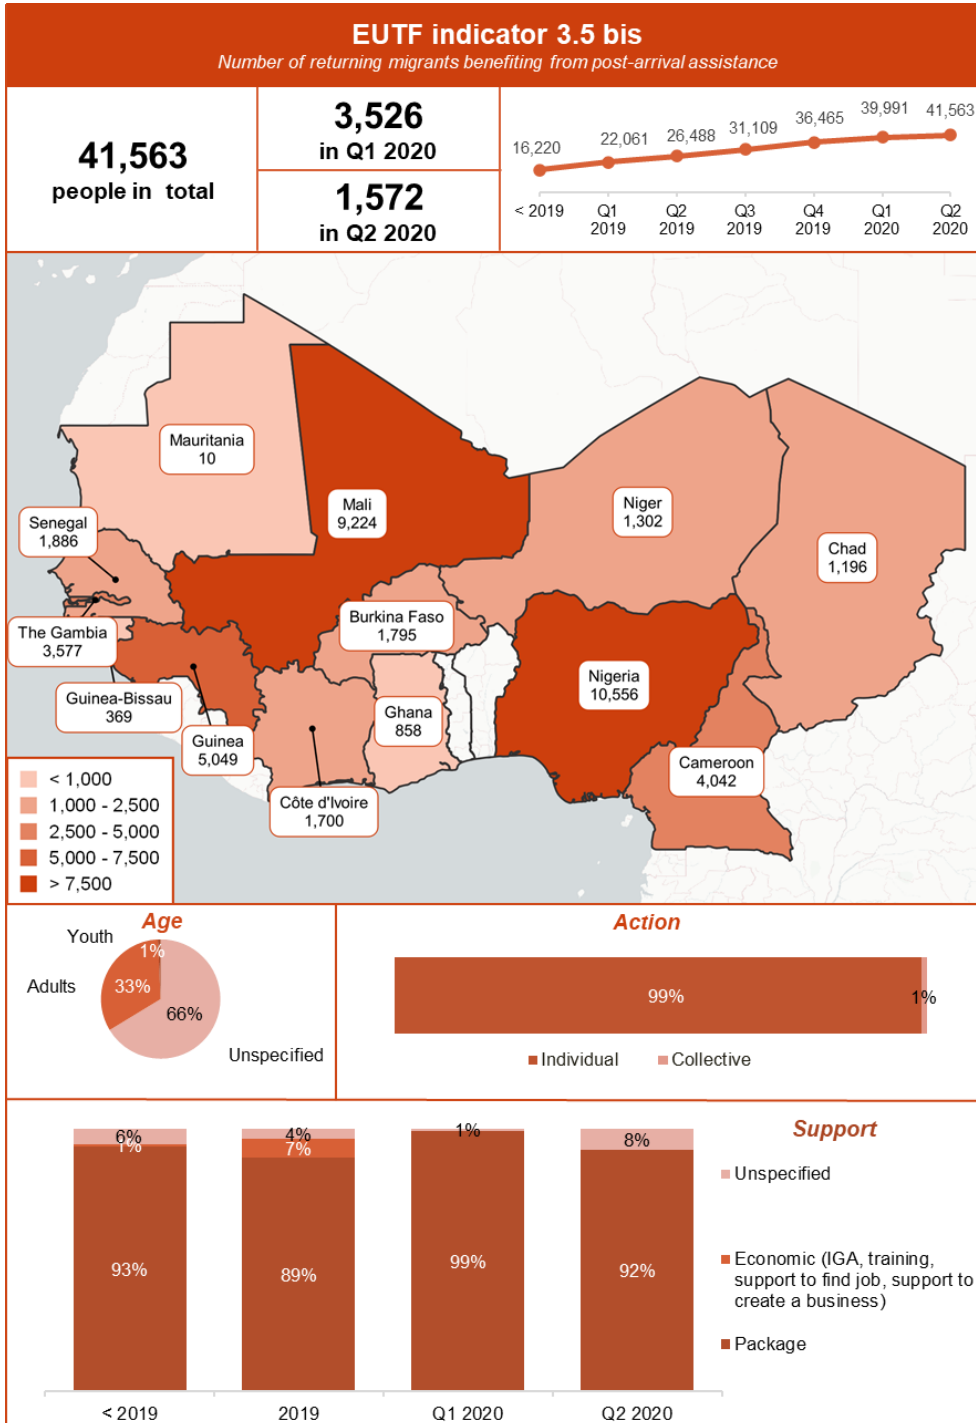 EUTF indicator 3.5 bis
Number of returning migrants benefiting from post-arrival assistance
41,563
people in total
3,526
in Q1 2020
1,572
in Q2 2020
16,220
22,061
26,488
31,109
36,465
39,991
41,563
< 2019
Q1
2019
Q2
2019
Q3
2019
Q4
2019
Q1
2020
Q2
2020
Mauritania
10
Mali
9,224
Niger
1,302
Chad
1,196
Senegal
1,886
The Gambia
3,577
Guinea-Bissau
369
Guinea
5,049
Burkina Faso
1,795
Ghana
858
Côte d'Ivoire
1,700
Nigeria
10,556
Cameroon
4,042
< 1,000
1,000 - 2,500
2,500 - 5,000
5,000 - 7,500
> 7,500
Age
Youth
1%
Adults
33%
66%
Unspecified
Action
99%
1%
Individual
Collective
Support
6%
1%
93%
4%
7%
89%
1%
99%
8%
92%
Unspecified
Economic (IGA, training,
support to find job, support to
create a business)
Package
< 2019
2019
Q1 2020
Q2 2020